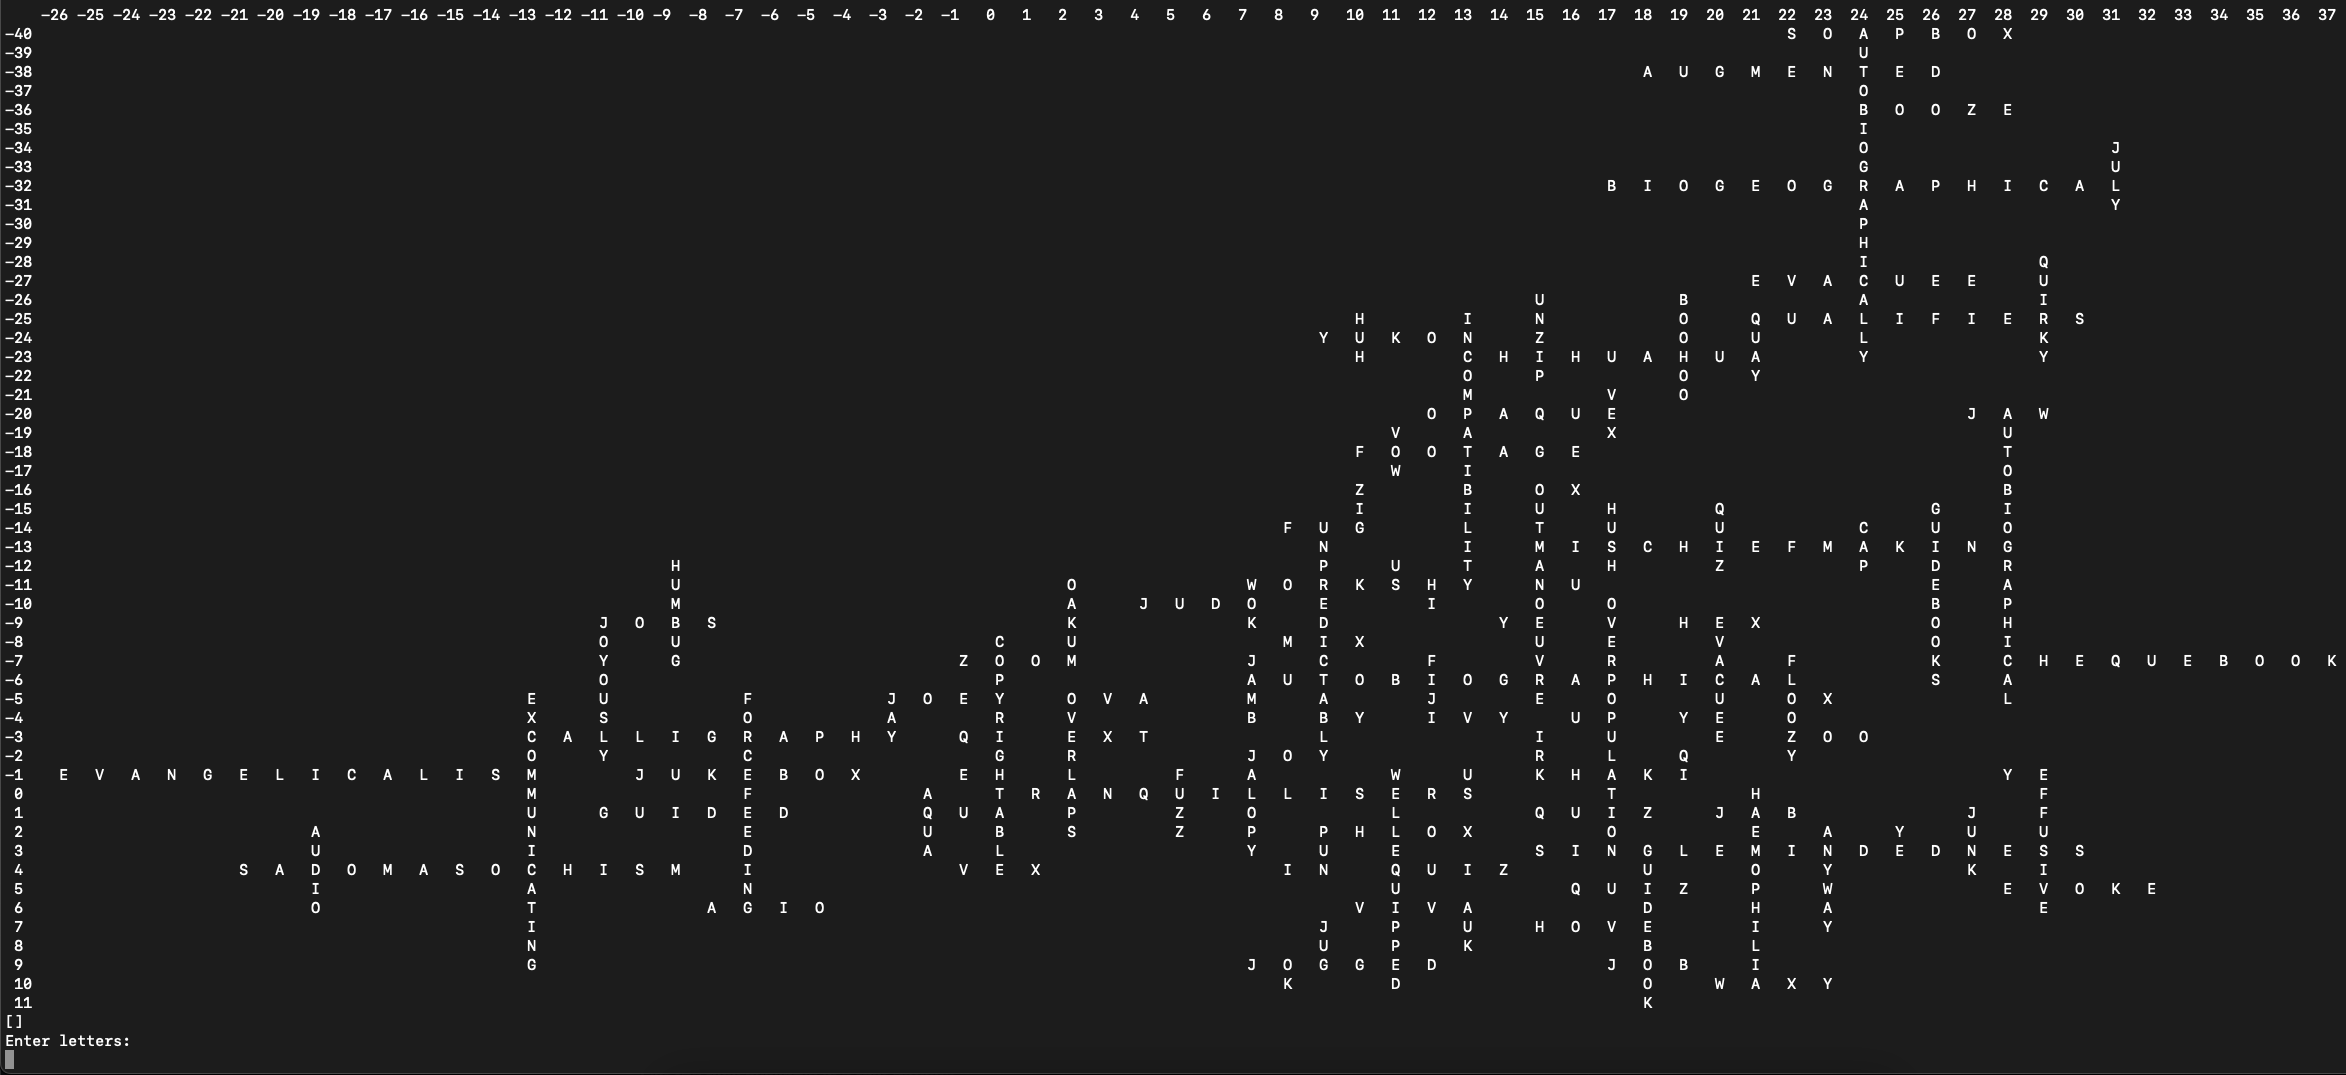 -26 -25 -24 -23 -22 -21 -20 -19 -18 -17 -16 -15 -14 -13 -12 -11 -10 -9 -8 -7 -6 -5 -4 -3 -2 -1 0 1 2 3 4 5 6 7 8 9 10 11 12 13 14 15 16 17 18 19 20 21 22 23 24 25 26 27 28 29 30 31 32 33 34 35 36 37
-40 S O A P B O X
-39 U
-38 A U G M E N T E D
-37 O
-36 B O O Z E
-35 I
-34 O J
-33 G U
-32 B I O G E O G R A P H I C A L
-31 A Y
-30 P
-29 H
-28 I Q
-27 E V A C U E E U
-26 U B A I
-25 H I N O Q U A L I F I E R S
-24 Y U K O N Z O U L K
-23 H C H I H U A H U A Y Y
-22 O P O Y
-21 M V O
-20 O P A Q U E J A W
-19 V A X U
-18 F O O T A G E T
-17 W I O
-16 Z B O X B
-15 I I U H Q G I
-14 F U G L T U U C U O
-13 N I M I S C H I E F M A K I N G
-12 H P U T A H Z P D R
-11 U O W O R K S H Y N U E A
-10 M A J U D O E I O O B P
-9 J O B S K K D Y E V H E X O H
-8 O U C U M I X U E V O I
-7 Y G Z O O M J C F V R A F K C H E Q U E B O O K
-6 O P A U T O B I O G R A P H I C A L S A
-5 E U F J O E Y O V A M A J E O U O X L
-4 X S O A R V B B Y I V Y U P Y E O
-3 C A L L I G R A P H Y Q I E X T L I U E Z O O
-2 O Y C G R J O Y R L Q Y
-1 E V A N G E L I C A L I S M J U K E B O X E H L F A W U K H A K I Y E
0 M F A T R A N Q U I L L I S E R S T H F
1 U G U I D E D Q U A P Z O L Q U I Z J A B J F
2 A N E U B S Z P P H L O X O E A Y U U
3 U I D A L Y U E S I N G L E M I N D E D N E S S
4 S A D O M A S O C H I S M I V E X I N Q U I Z U O Y K I
5 I A N U Q U I Z P W E V O K E
6 O T A G I O V I V A D H A E
7 I J P U H O V E I Y
8 N U P K B L
9 G J O G G E D J O B I
10 K D O W A X Y
11 K
[]
Enter letters: